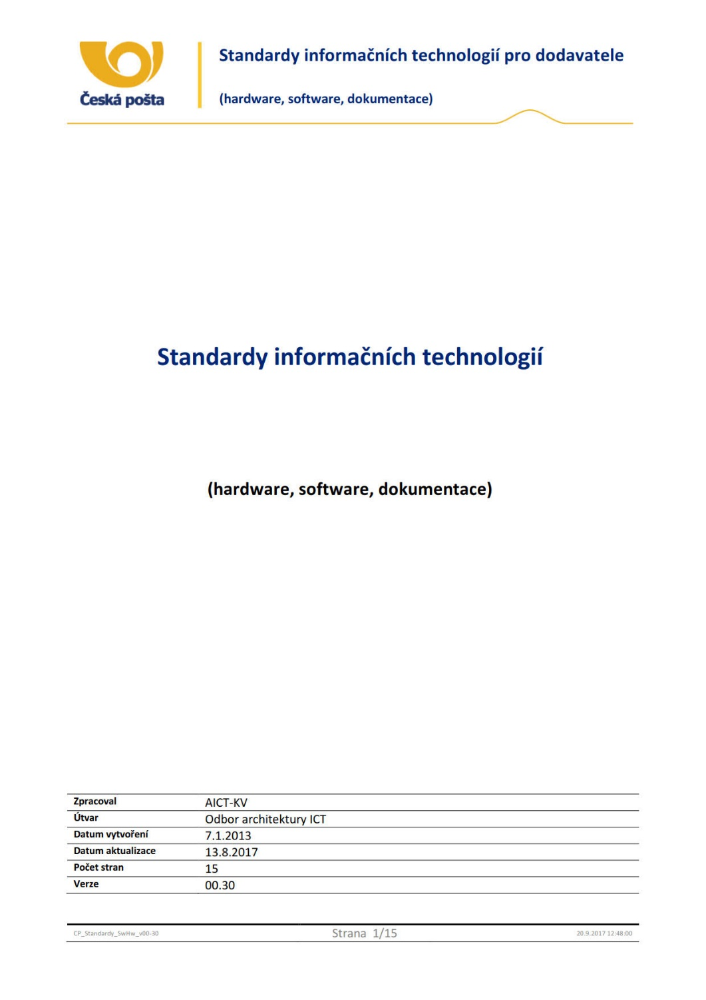 Česká pošta
Standardy informačních technologií pro dodavatele
(hardware, software, dokumentace)
Standardy informačních technologií
(hardware, software, dokumentace)
Zpracoval AICT-KV
Útvar Odbor architektury ICT
Datum vytvoření 7.1.2013
Datum aktualizace 13.8.2017
Počet stran 15
Verze 00.30
CP_Standardy_SwHw_v00-30 Strana 1/15 20.9.2017 12:48:00